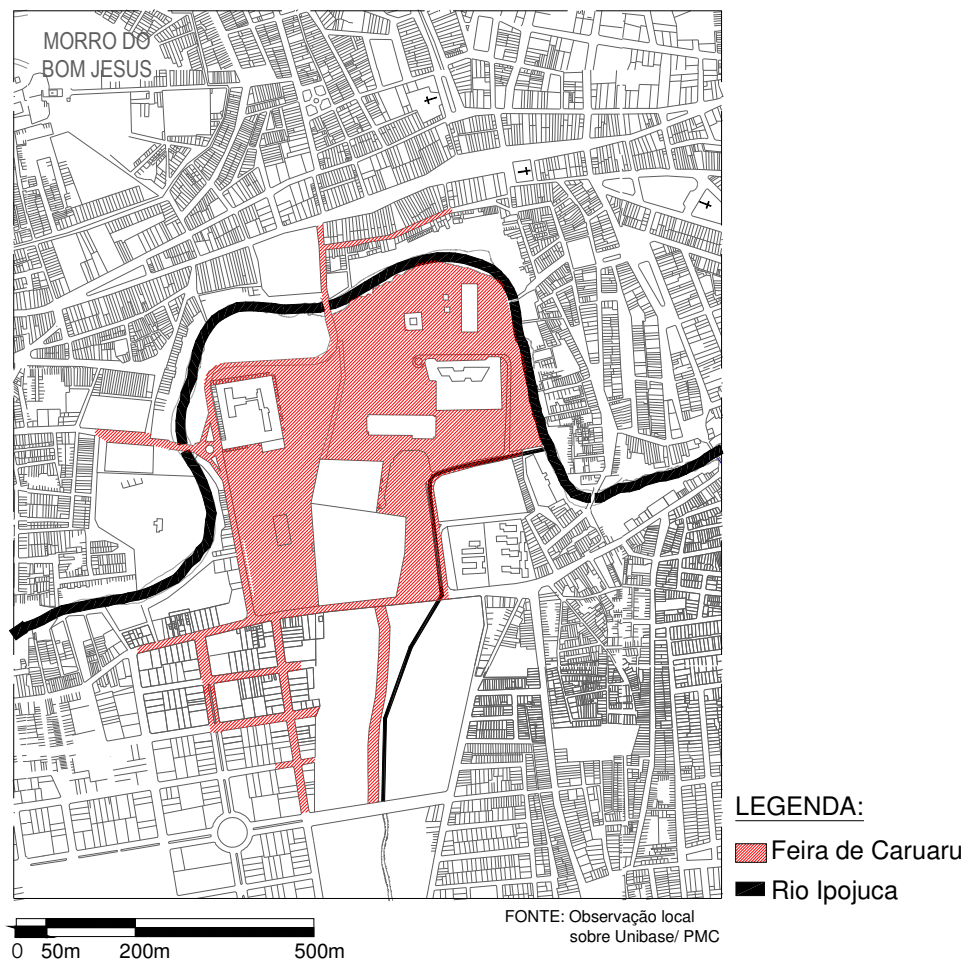 MORRO DO
BOM JESUS
LEGENDA:
Feira de Caruaru
Rio Ipojuca
FONTE: Observação local
sobre Unibase/ PMC
0 50m 200m 500m